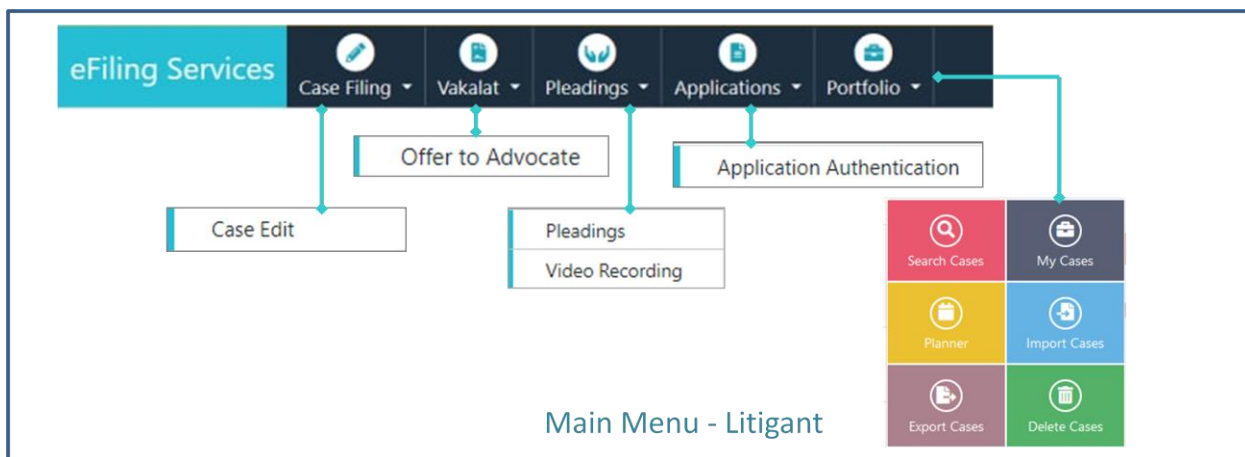 eFiling Services
Case Filing
Vakalat
Pleadings
Applications
Portfolio
Offer to Advocate
Application Authentication
Case Edit
Pleadings
Video Recording
Search Cases
My Cases
Planner
Import Cases
Export Cases
Delete Cases
Main Menu - Litigant